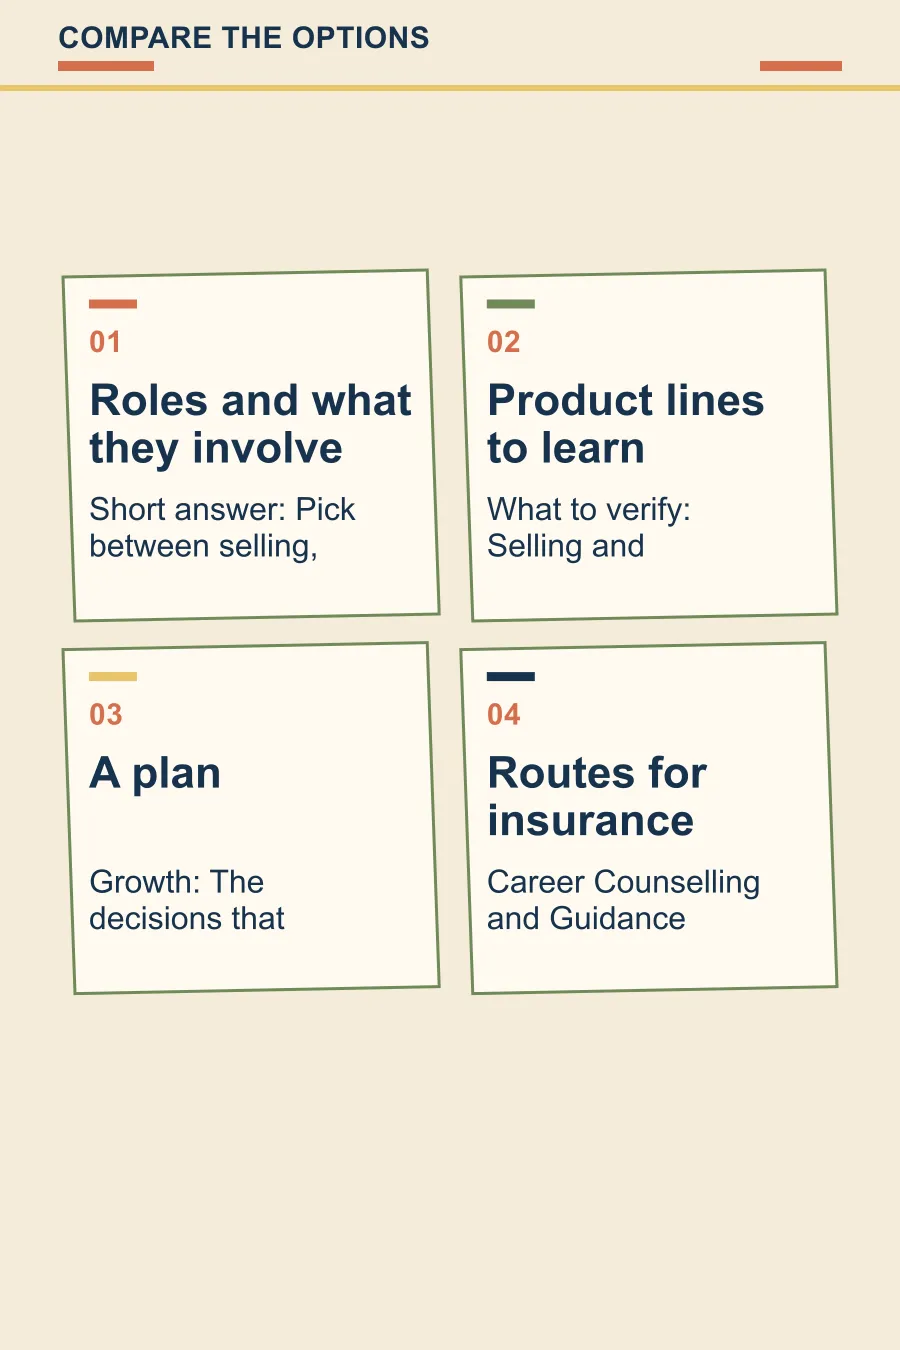 COMPARE THE OPTIONS
01
Roles and what
they involve
Short answer: Pick
between selling,
02
Product lines
to learn
What to verify:
Selling and
03
A plan
Growth: The
decisions that
04
Routes for
insurance
Career Counselling
and Guidance